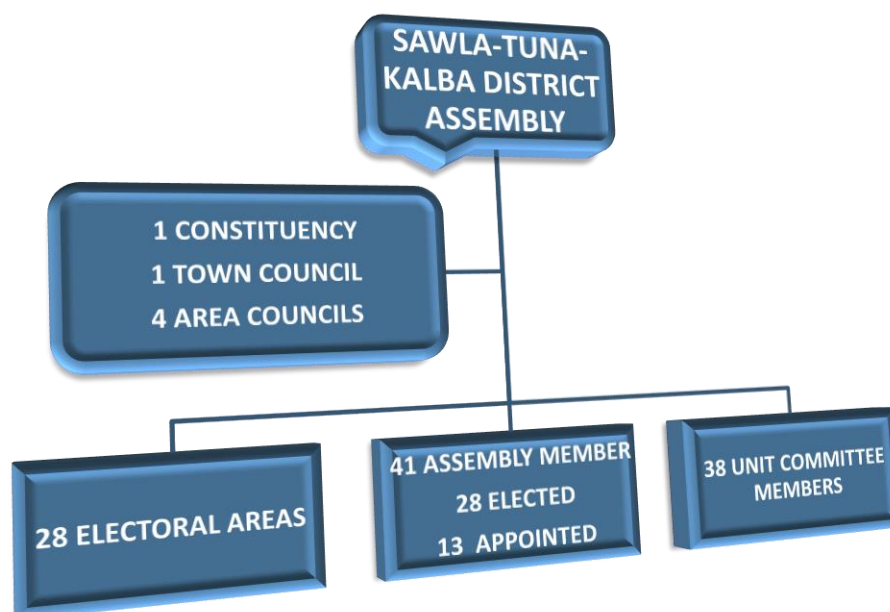 SAWLA-TUNA-
KALBA DISTRICT
ASSEMBLY
1 CONSTITUENCY
1 TOWN COUNCIL
4 AREA COUNCILS
28 ELECTORAL AREAS
41 ASSEMBLY MEMBER
28 ELECTED
13 APPOINTED
38 UNIT COMMITTEE
MEMBERS